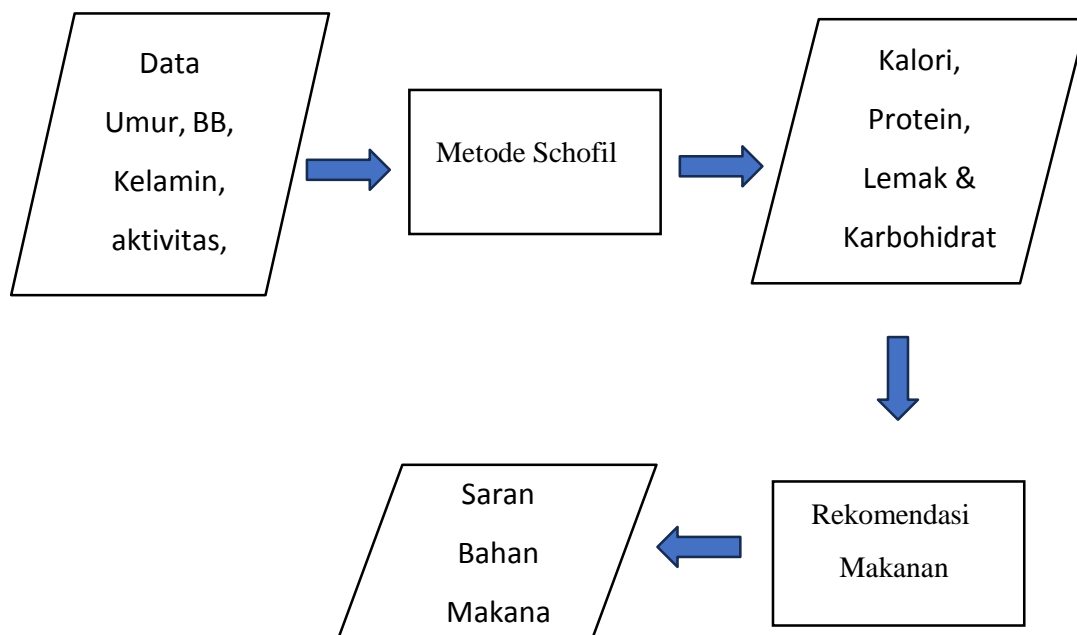 Data
Umur, BB,
Kelamin,
aktivitas,
Metode Schofil
Kalori,
Protein,
Lemak &
Karbohidrat
Rekomendasi
Makanan
Saran
Bahan
Makana